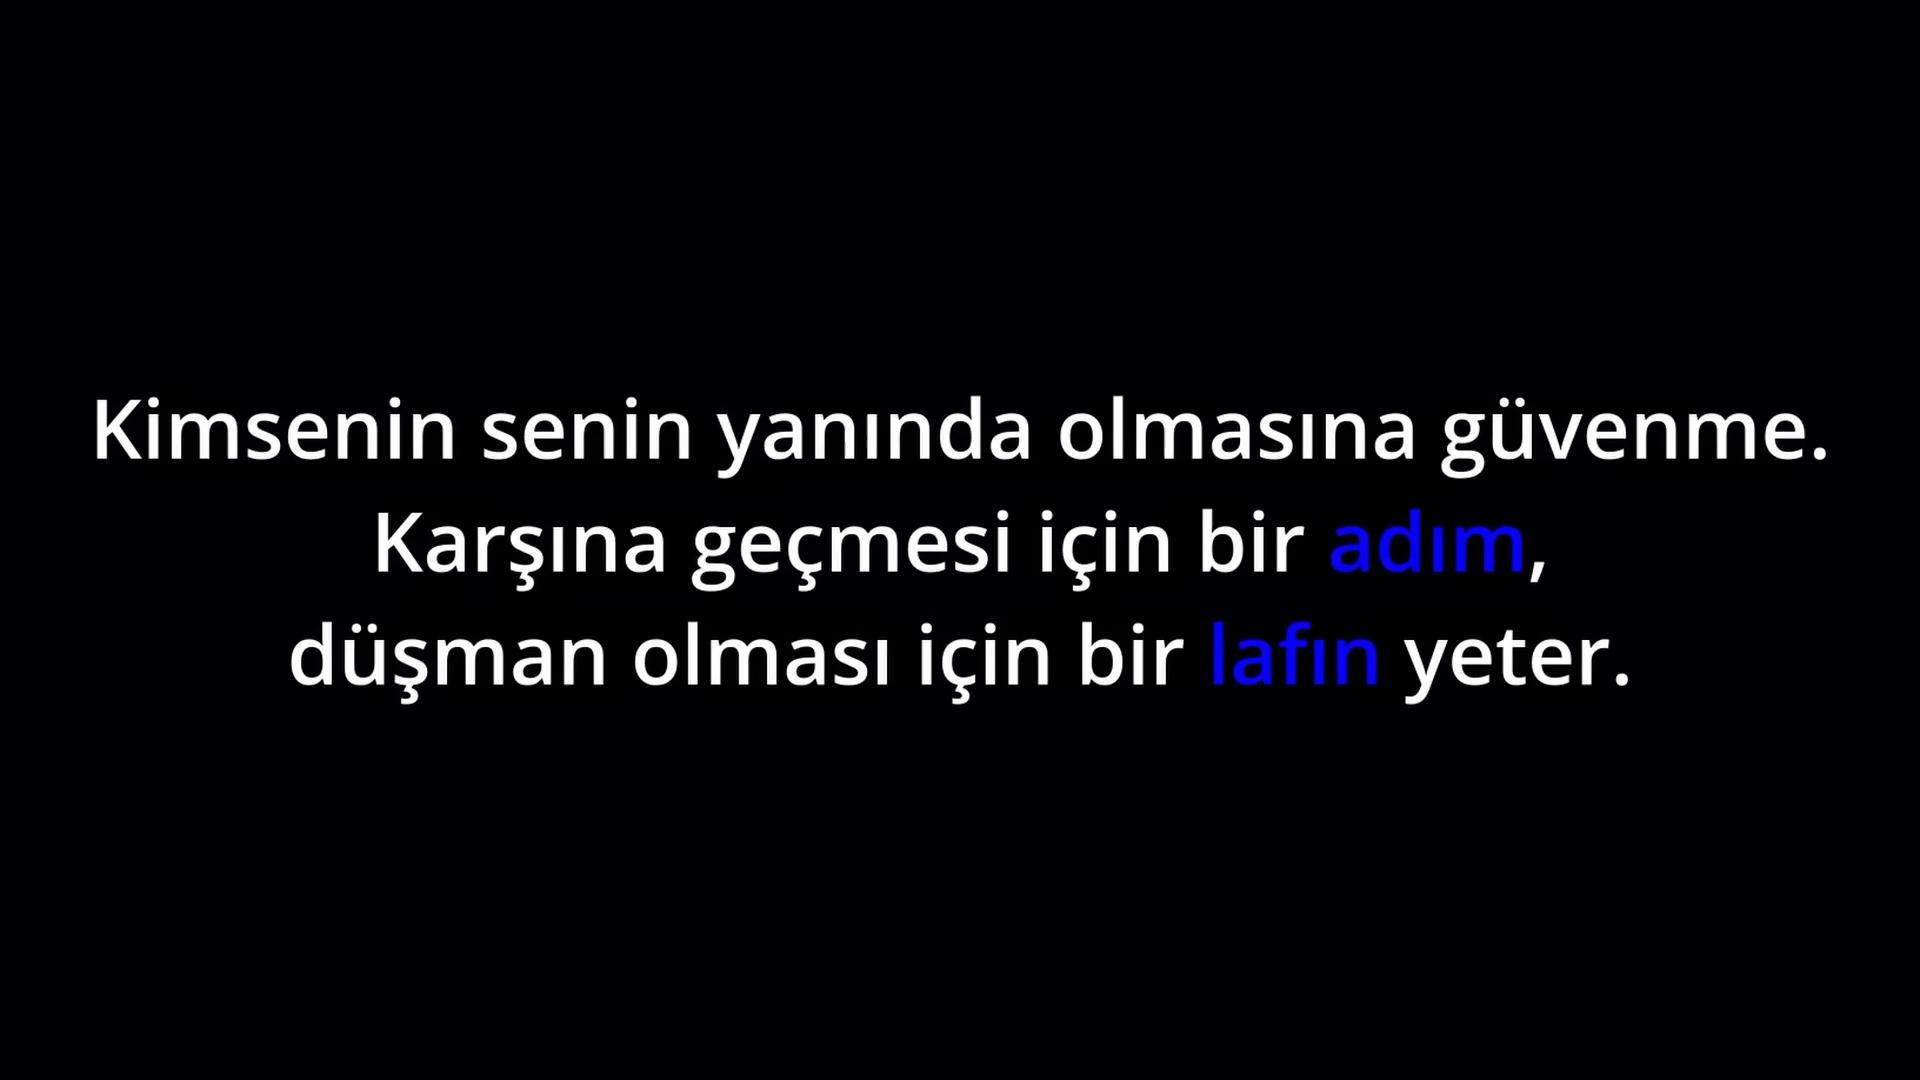 Kimsenin senin yanında olmasına güvenme.
Karşına geçmesi için bir adım,
düşman olması için bir lafın yeter.